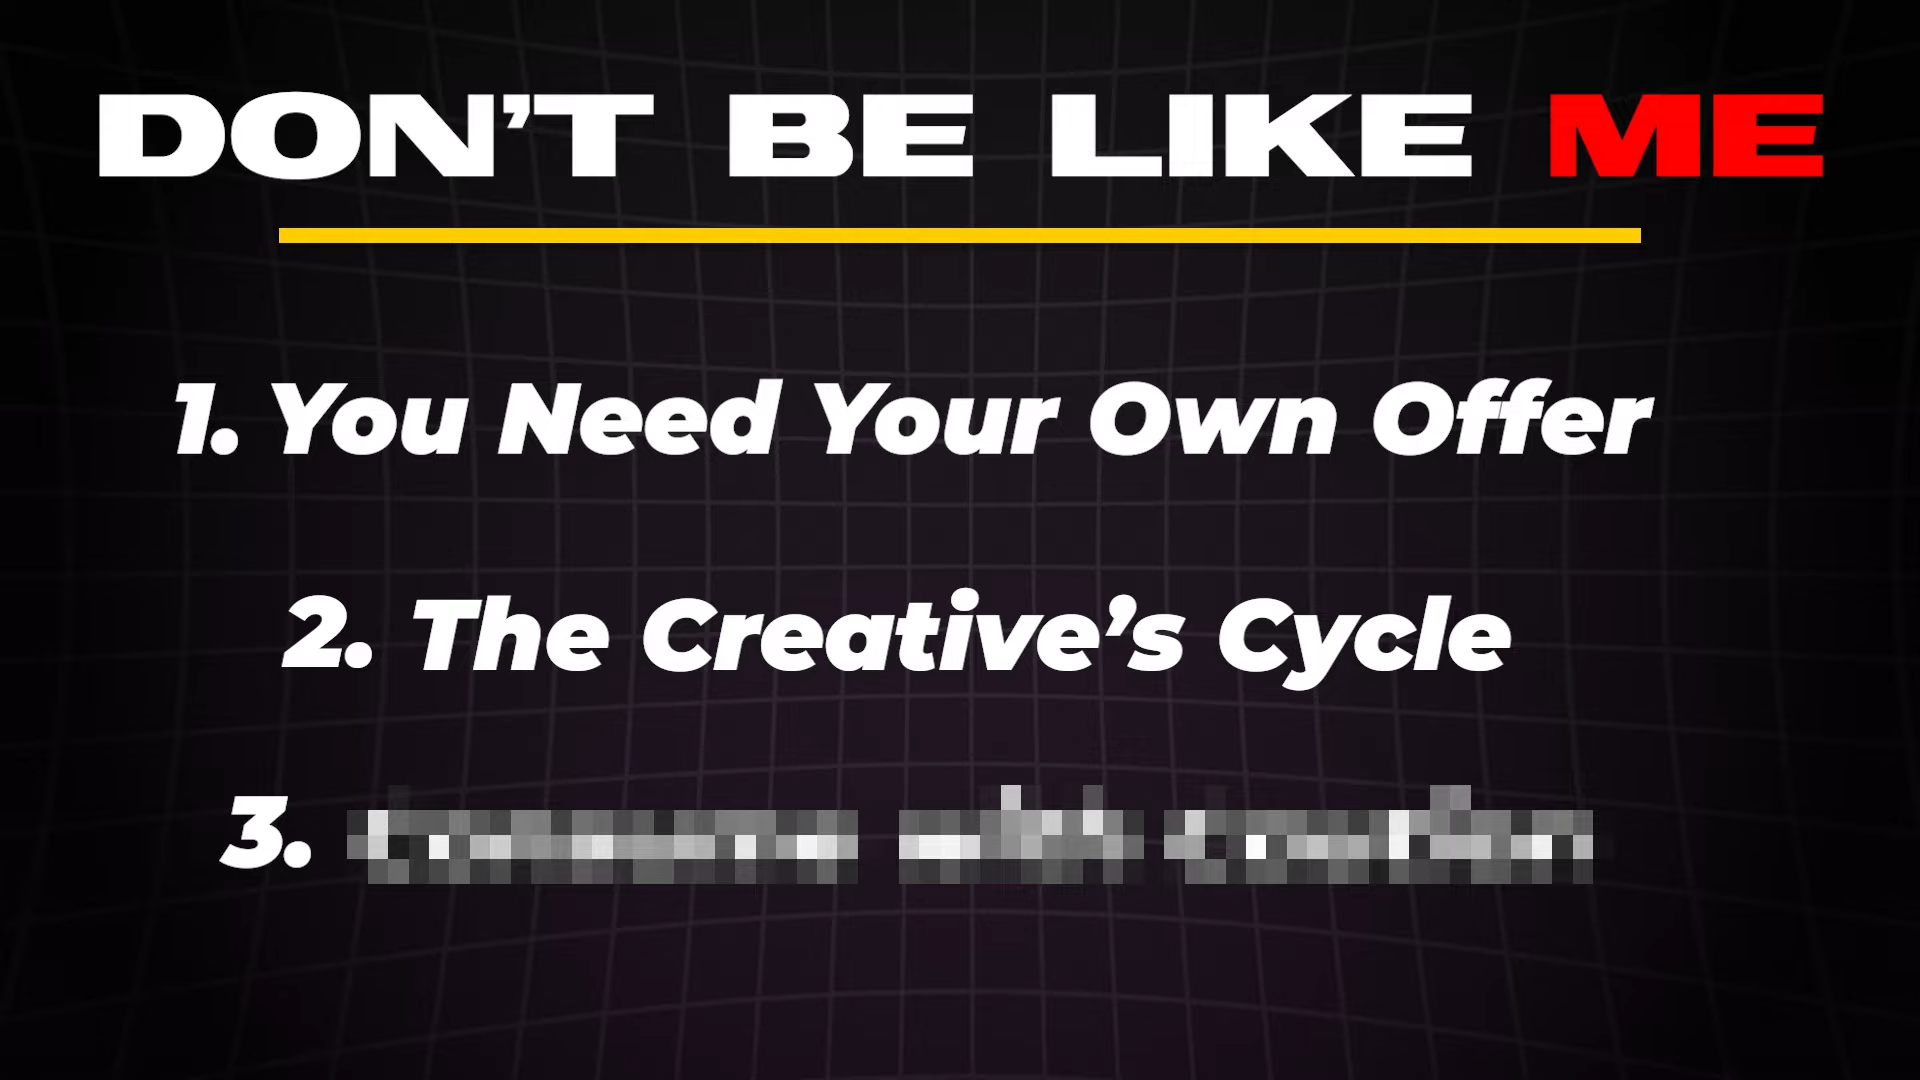 DON’T BE LIKE ME
1. You Need Your Own Offer
2. The Creative’s Cycle
3.